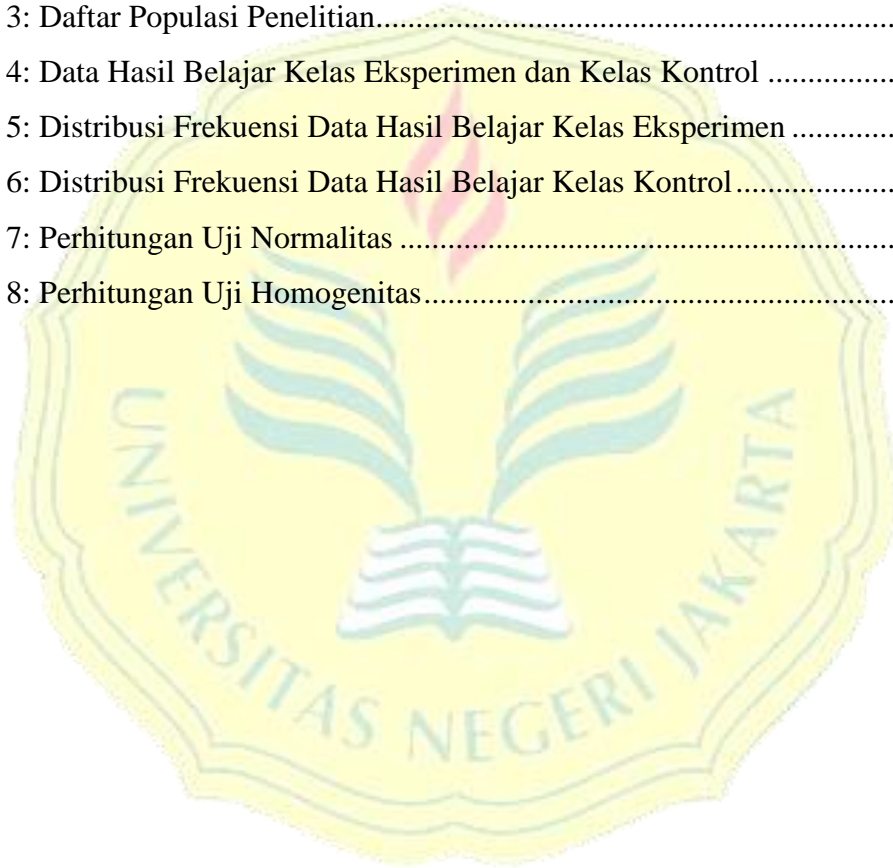 3: Daftar Populasi Penelitian..........................................................................
4: Data Hasil Belajar Kelas Eksperimen dan Kelas Kontrol .................
5: Distribusi Frekuensi Data Hasil Belajar Kelas Eksperimen ..............
6: Distribusi Frekuensi Data Hasil Belajar Kelas Kontrol.....................
7: Perhitungan Uji Normalitas .......................................................................
8: Perhitungan Uji Homogenitas....................................................................
UNIVERSITAS NEGERI JAKARTA